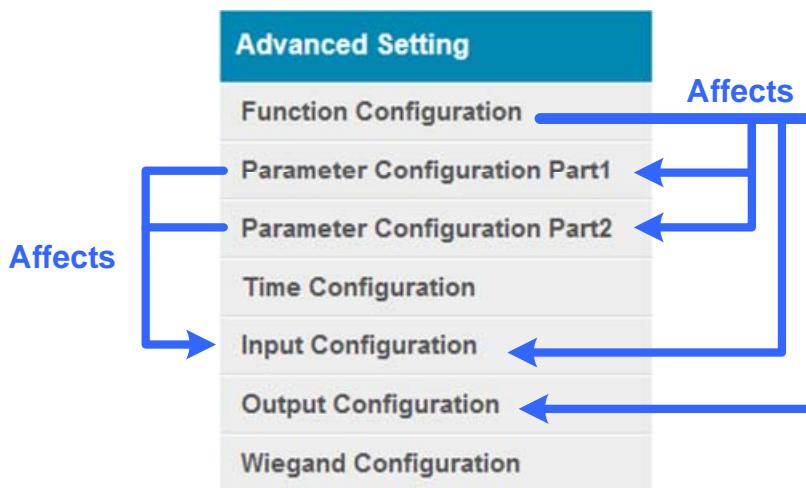 Advanced Setting
Affects
Function Configuration
Parameter Configuration Part1
Parameter Configuration Part2
Affects
Time Configuration
Input Configuration
Output Configuration
Wiegand Configuration